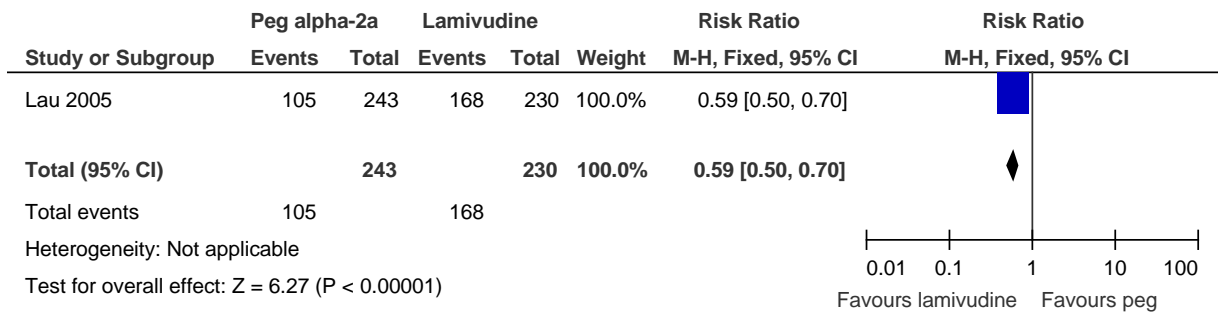 Peg alpha-2a Lamivudine Risk Ratio Risk Ratio
Study or Subgroup Events Total Events Total Weight M-H, Fixed, 95% CI M-H, Fixed, 95% CI
Lau 2005 105 243 168 230 100.0% 0.59 [0.50, 0.70]
Total (95% CI) 243 230 100.0% 0.59 [0.50, 0.70]
Total events 105 168
Heterogeneity: Not applicable
Test for overall effect: Z = 6.27 (P < 0.00001)
0.01 0.1 1 10 100
Favours lamivudine Favours peg